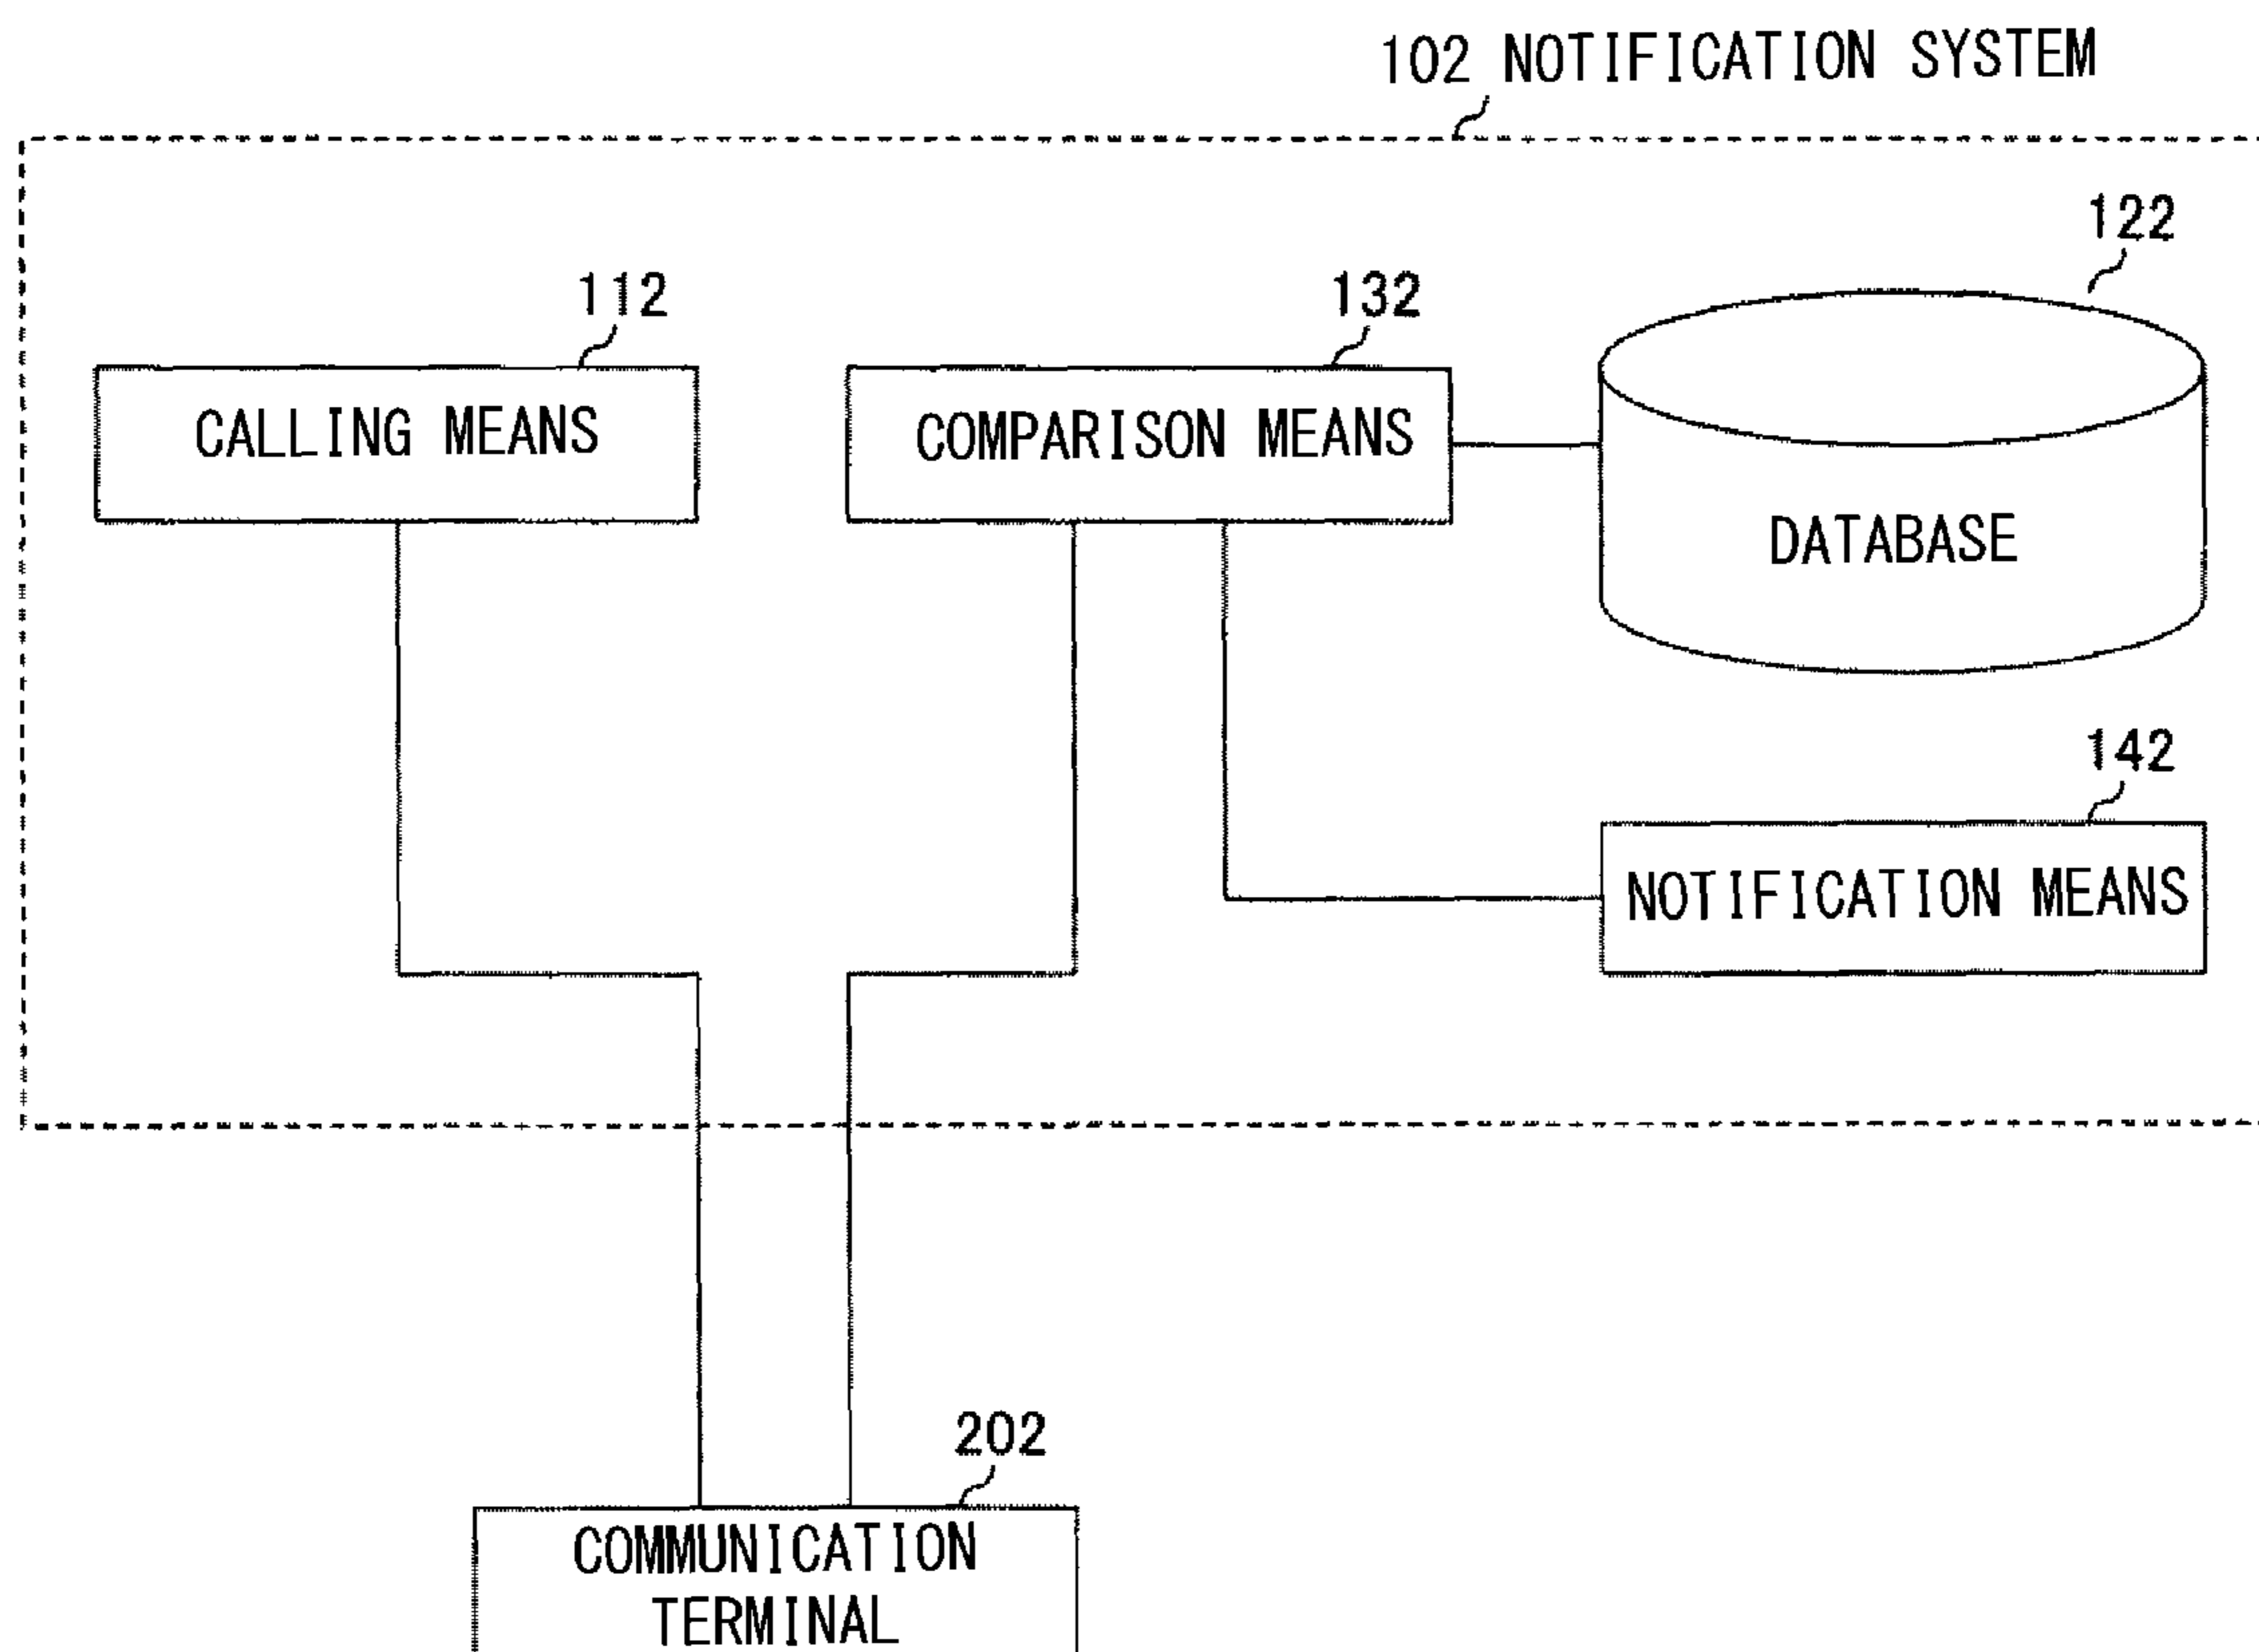 102 NOTIFICATION SYSTEM
122
112
132
CALLING MEANS
COMPARISON MEANS
DATABASE
142
NOTIFICATION MEANS
202
COMMUNICATION
TERMINAL